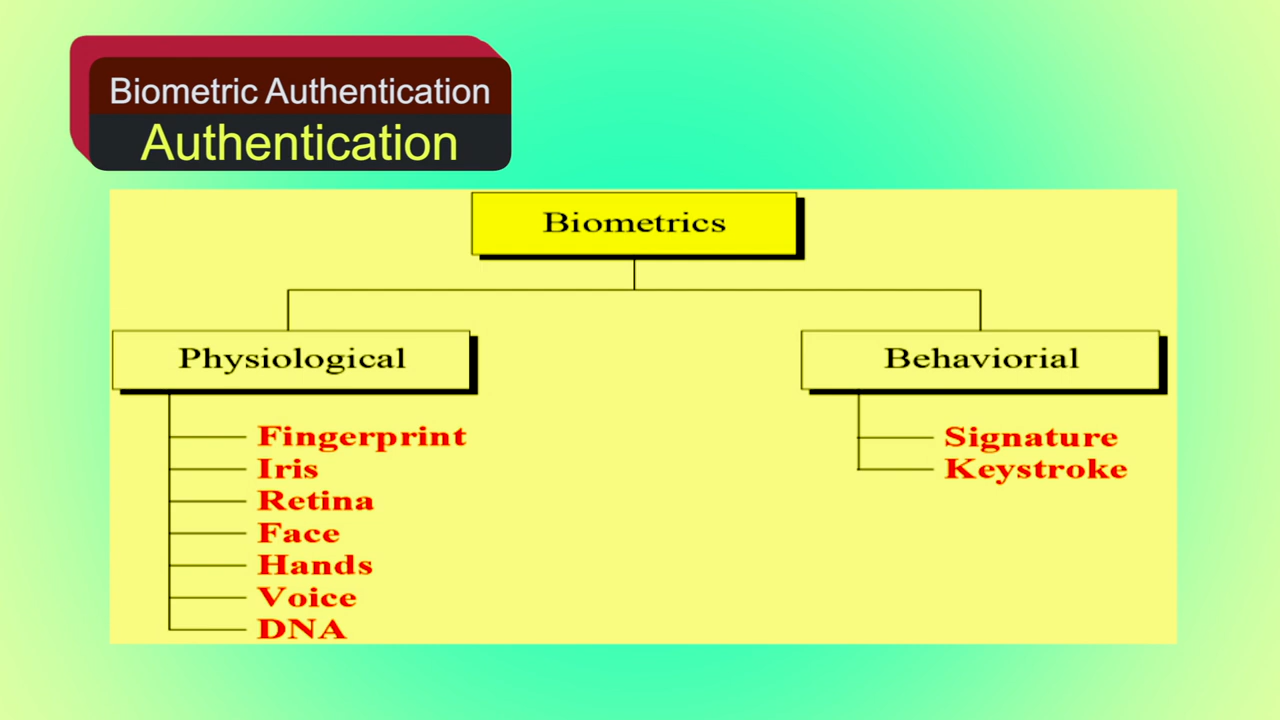 Biometric Authentication
Authentication
Biometrics
Physiological
Fingerprint
Iris
Retina
Face
Hands
Voice
DNA
Behaviorial
Signature
Keystroke